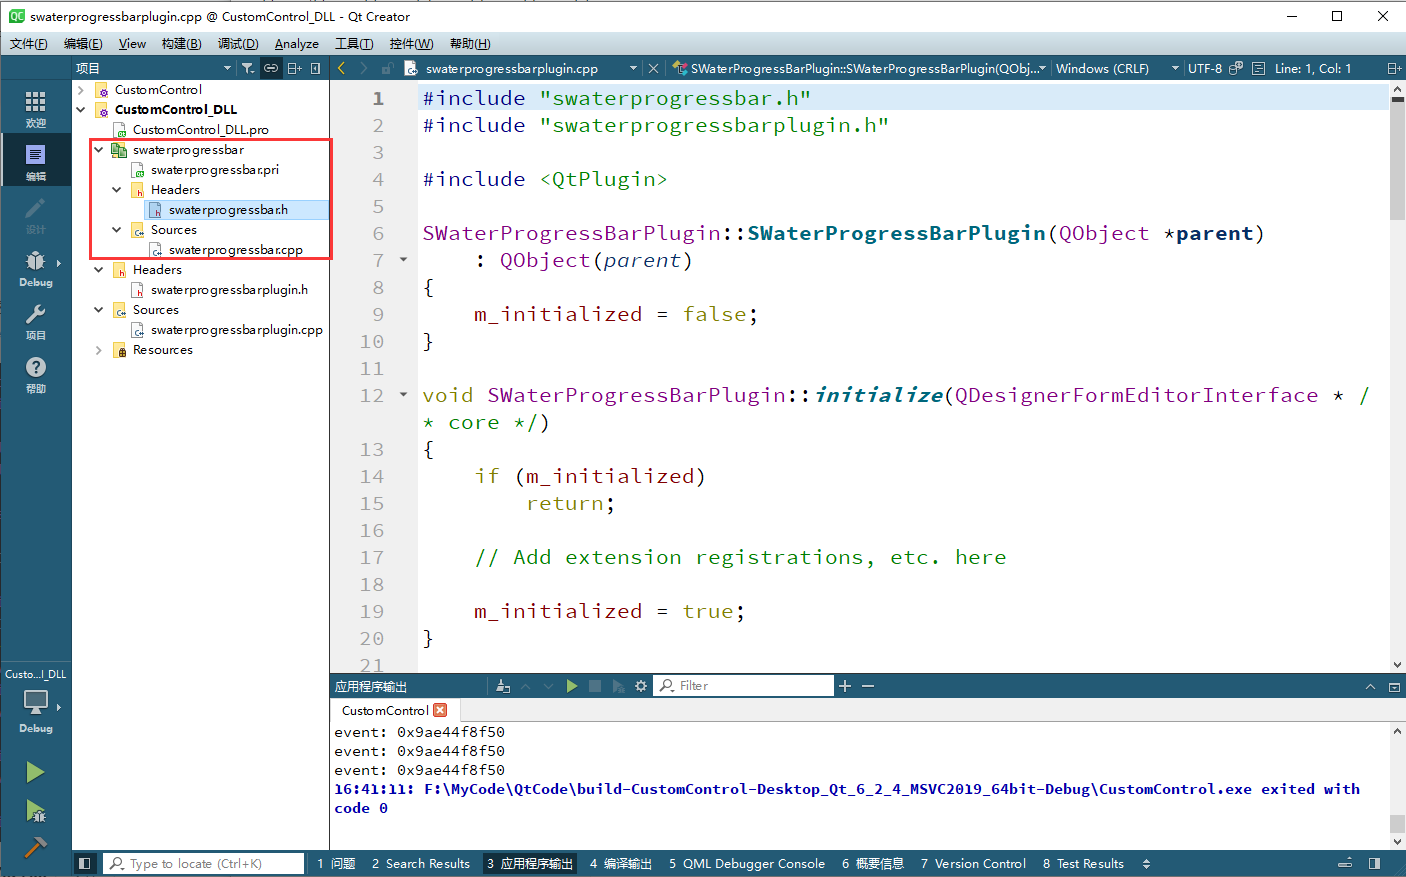 swaterprogressbarplugin.cpp @ CustomControl_DLL - Qt Creator
文件(F) 编辑(E) View 构建(B) 调试(D) Analyze 工具(T) 控件(W) 帮助(H)
项目 swaterprogressbarplugin.cpp SWaterProgressBarPlugin::SWaterProgressBarPlugin(QObj... Windows (CRLF) UTF-8 Line: 1, Col: 1
欢迎
编辑
设计
Debug
项目
帮助
Custo...l_DLL
Debug
CustomControl
CustomControl_DLL
CustomControl_DLL.pro
swaterprogressbar
swaterprogressbar.pri
Headers
swaterprogressbar.h
Sources
swaterprogressbar.cpp
Headers
swaterprogressbarplugin.h
Sources
swaterprogressbarplugin.cpp
Resources
1 #include "swaterprogressbar.h"
2 #include "swaterprogressbarplugin.h"
3
4 #include <QtPlugin>
5
6 SWaterProgressBarPlugin::SWaterProgressBarPlugin(QObject *parent)
7 : QObject(parent)
8 {
9 m_initialized = false;
10 }
11
12 void SWaterProgressBarPlugin::initialize(QDesignerFormEditorInterface * /
* core */)
13 {
14 if (m_initialized)
15 return;
16
17 // Add extension registrations, etc. here
18
19 m_initialized = true;
20 }
21
应用程序输出 Filter
CustomControl
event: 0x9ae44f8f50
event: 0x9ae44f8f50
event: 0x9ae44f8f50
16:41:11: F:\MyCode\QtCode\build-CustomControl-Desktop_Qt_6_2_4_MSVC2019_64bit-Debug\CustomControl.exe exited with
code 0
Type to locate (Ctrl+K) 1 问题 2 Search Results 3 应用程序输出 4 编译输出 5 QML Debugger Console 6 概要信息 7 Version Control 8 Test Results